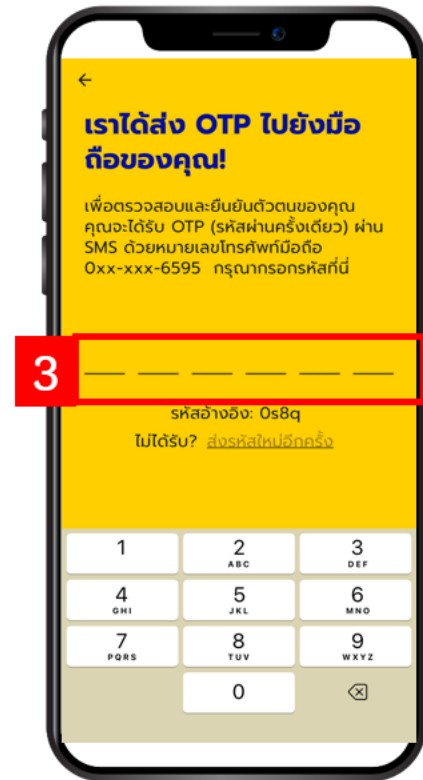 ←
เราได้ส่ง OTP ไปยังมือ
ถือของคุณ!
เพื่อตรวจสอบและยืนยันตัวตนของคุณ
คุณจะได้รับ OTP (รหัสผ่านครั้งเดียว) ผ่าน
SMS ด้วยหมายเลขโทรศัพท์มือถือ
0xx-xxx-6595 กรุณากรอกรหัสที่นี่
3
รหัสอ้างอิง: 0s8q
ไม่ได้รับ? ส่งรหัสใหม่อีกครั้ง
1 2 3
ABC DEF
4 5 6
GHI JKL MNO
7 8 9
PQRS TUV WXYZ
0